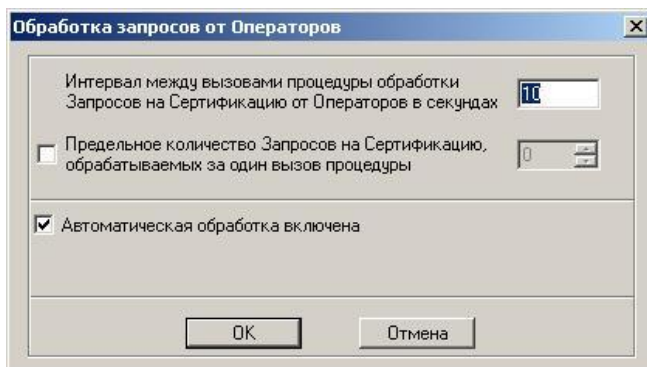 Обработка запросов от Операторов
Интервал между вызовами процедуры обработки
Запросов на Сертификацию от Операторов в секундах
10
Предельное количество Запросов на Сертификацию,
обрабатываемых за один вызов процедуры
0
Автоматическая обработка включена
OK
Отмена